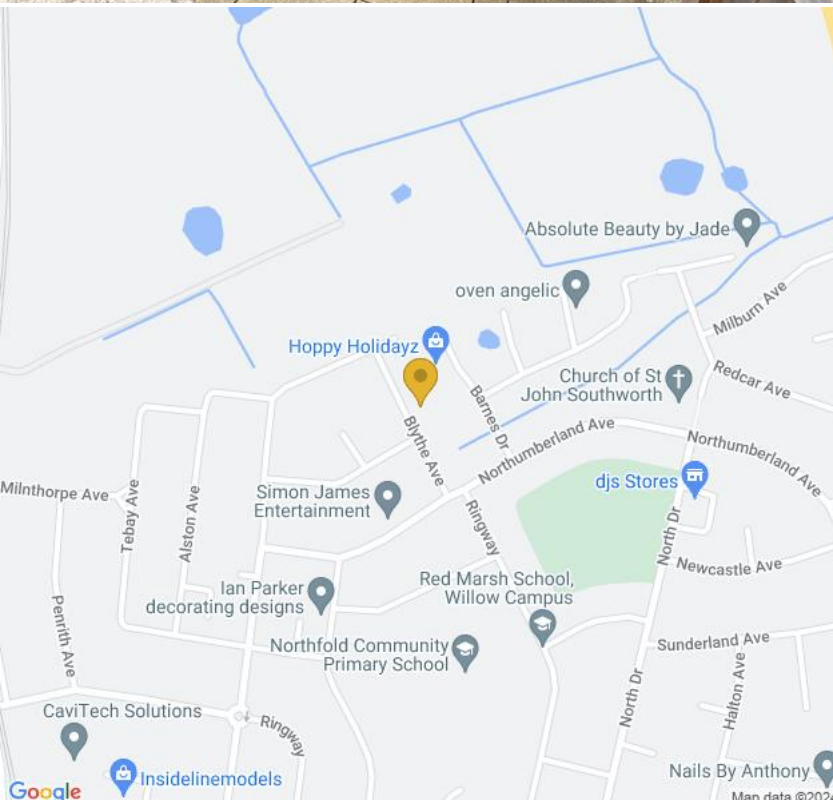 Absolute Beauty by Jade
oven angelic
Milburn Ave
Hoppy Holidayz
Church of St
John Southworth
Redcar Ave
Barnes Dr
Blythe Ave
Northumberland Ave
Northumberland Ave
djs Stores
Milnthorpe Ave
Tebay Ave
Alston Ave
Simon James
Entertainment
Ringway
North Dr
Newcastle Ave
Red Marsh School,
Willow Campus
Ian Parker
decorating designs
Penrith Ave
Northfold Community
Primary School
Sunderland Ave
Halton Ave
North Dr
CaviTech Solutions
Ringway
Insidelinemodels
Nails By Anthony
Google
Map data ©2024